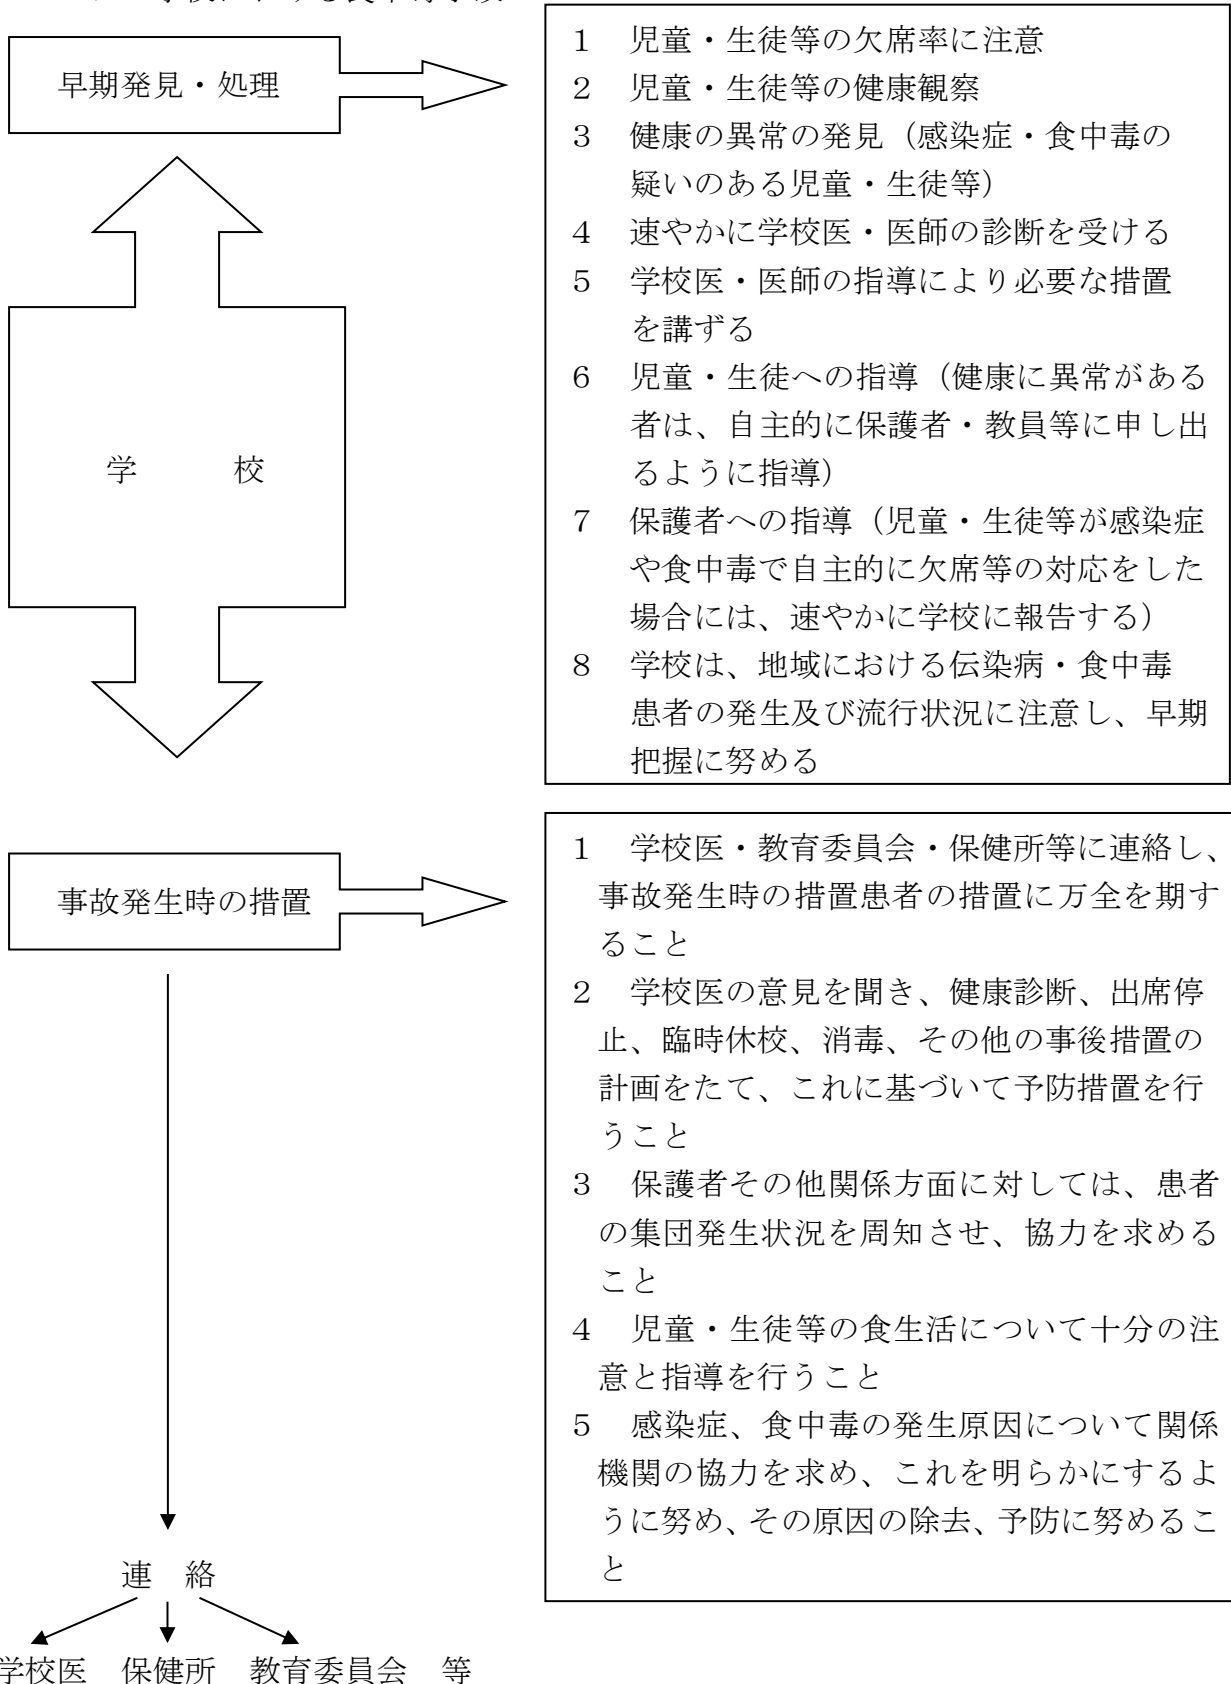 早期発見・処理
1 児童・生徒等の欠席率に注意
2 児童・生徒等の健康観察
3 健康の異常の発見（感染症・食中毒の
疑いのある児童・生徒等）
4 速やかに学校医・医師の診断を受ける
5 学校医・医師の指導により必要な措置
を講ずる
6 児童・生徒への指導（健康に異常がある
者は、自主的に保護者・教員等に申し出
るように指導）
7 保護者への指導（児童・生徒等が感染症
や食中毒で自主的に欠席等の対応をした
場合には、速やかに学校に報告する）
8 学校は、地域における伝染病・食中毒
患者の発生及び流行状況に注意し、早期
把握に努める
学 校
事故発生時の措置
1 学校医・教育委員会・保健所等に連絡し、
事故発生時の措置患者の措置に万全を期す
ること
2 学校医の意見を聞き、健康診断、出席停
止、臨時休校、消毒、その他の事後措置の
計画をたて、これに基づいて予防措置を行
うこと
3 保護者その他関係方面に対しては、患者
の集団発生状況を周知させ、協力を求める
こと
4 児童・生徒等の食生活について十分の注
意と指導を行うこと
5 感染症、食中毒の発生原因について関係
機関の協力を求め、これを明らかにするよ
うに努め、その原因の除去、予防に努めるこ
と
連 絡
学校医 保健所 教育委員会 等